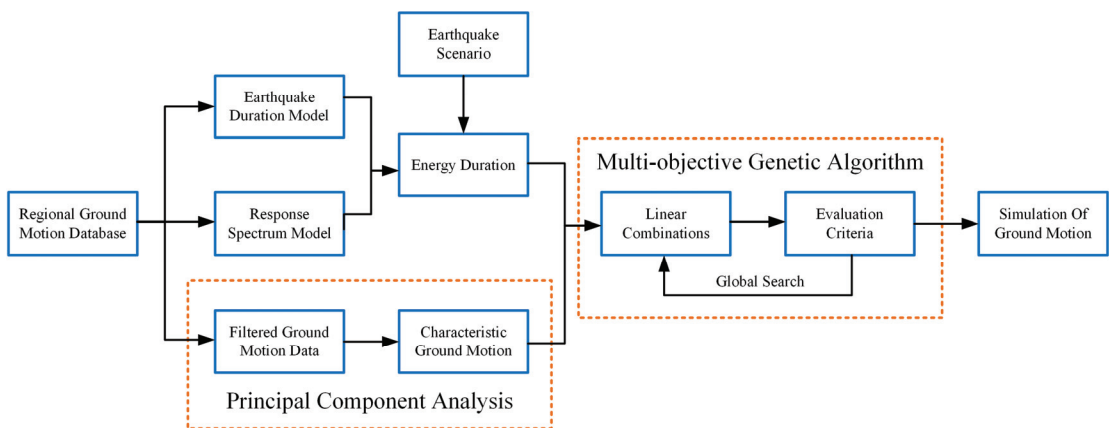 Earthquake
Scenario
Earthquake
Duration Model
Energy Duration
Multi-objective Genetic Algorithm
Regional Ground
Motion Database
Response
Spectrum Model
Linear
Combinations
Evaluation
Criteria
Simulation Of
Ground Motion
Global Search
Filtered Ground
Motion Data
Characteristic
Ground Motion
Principal Component Analysis